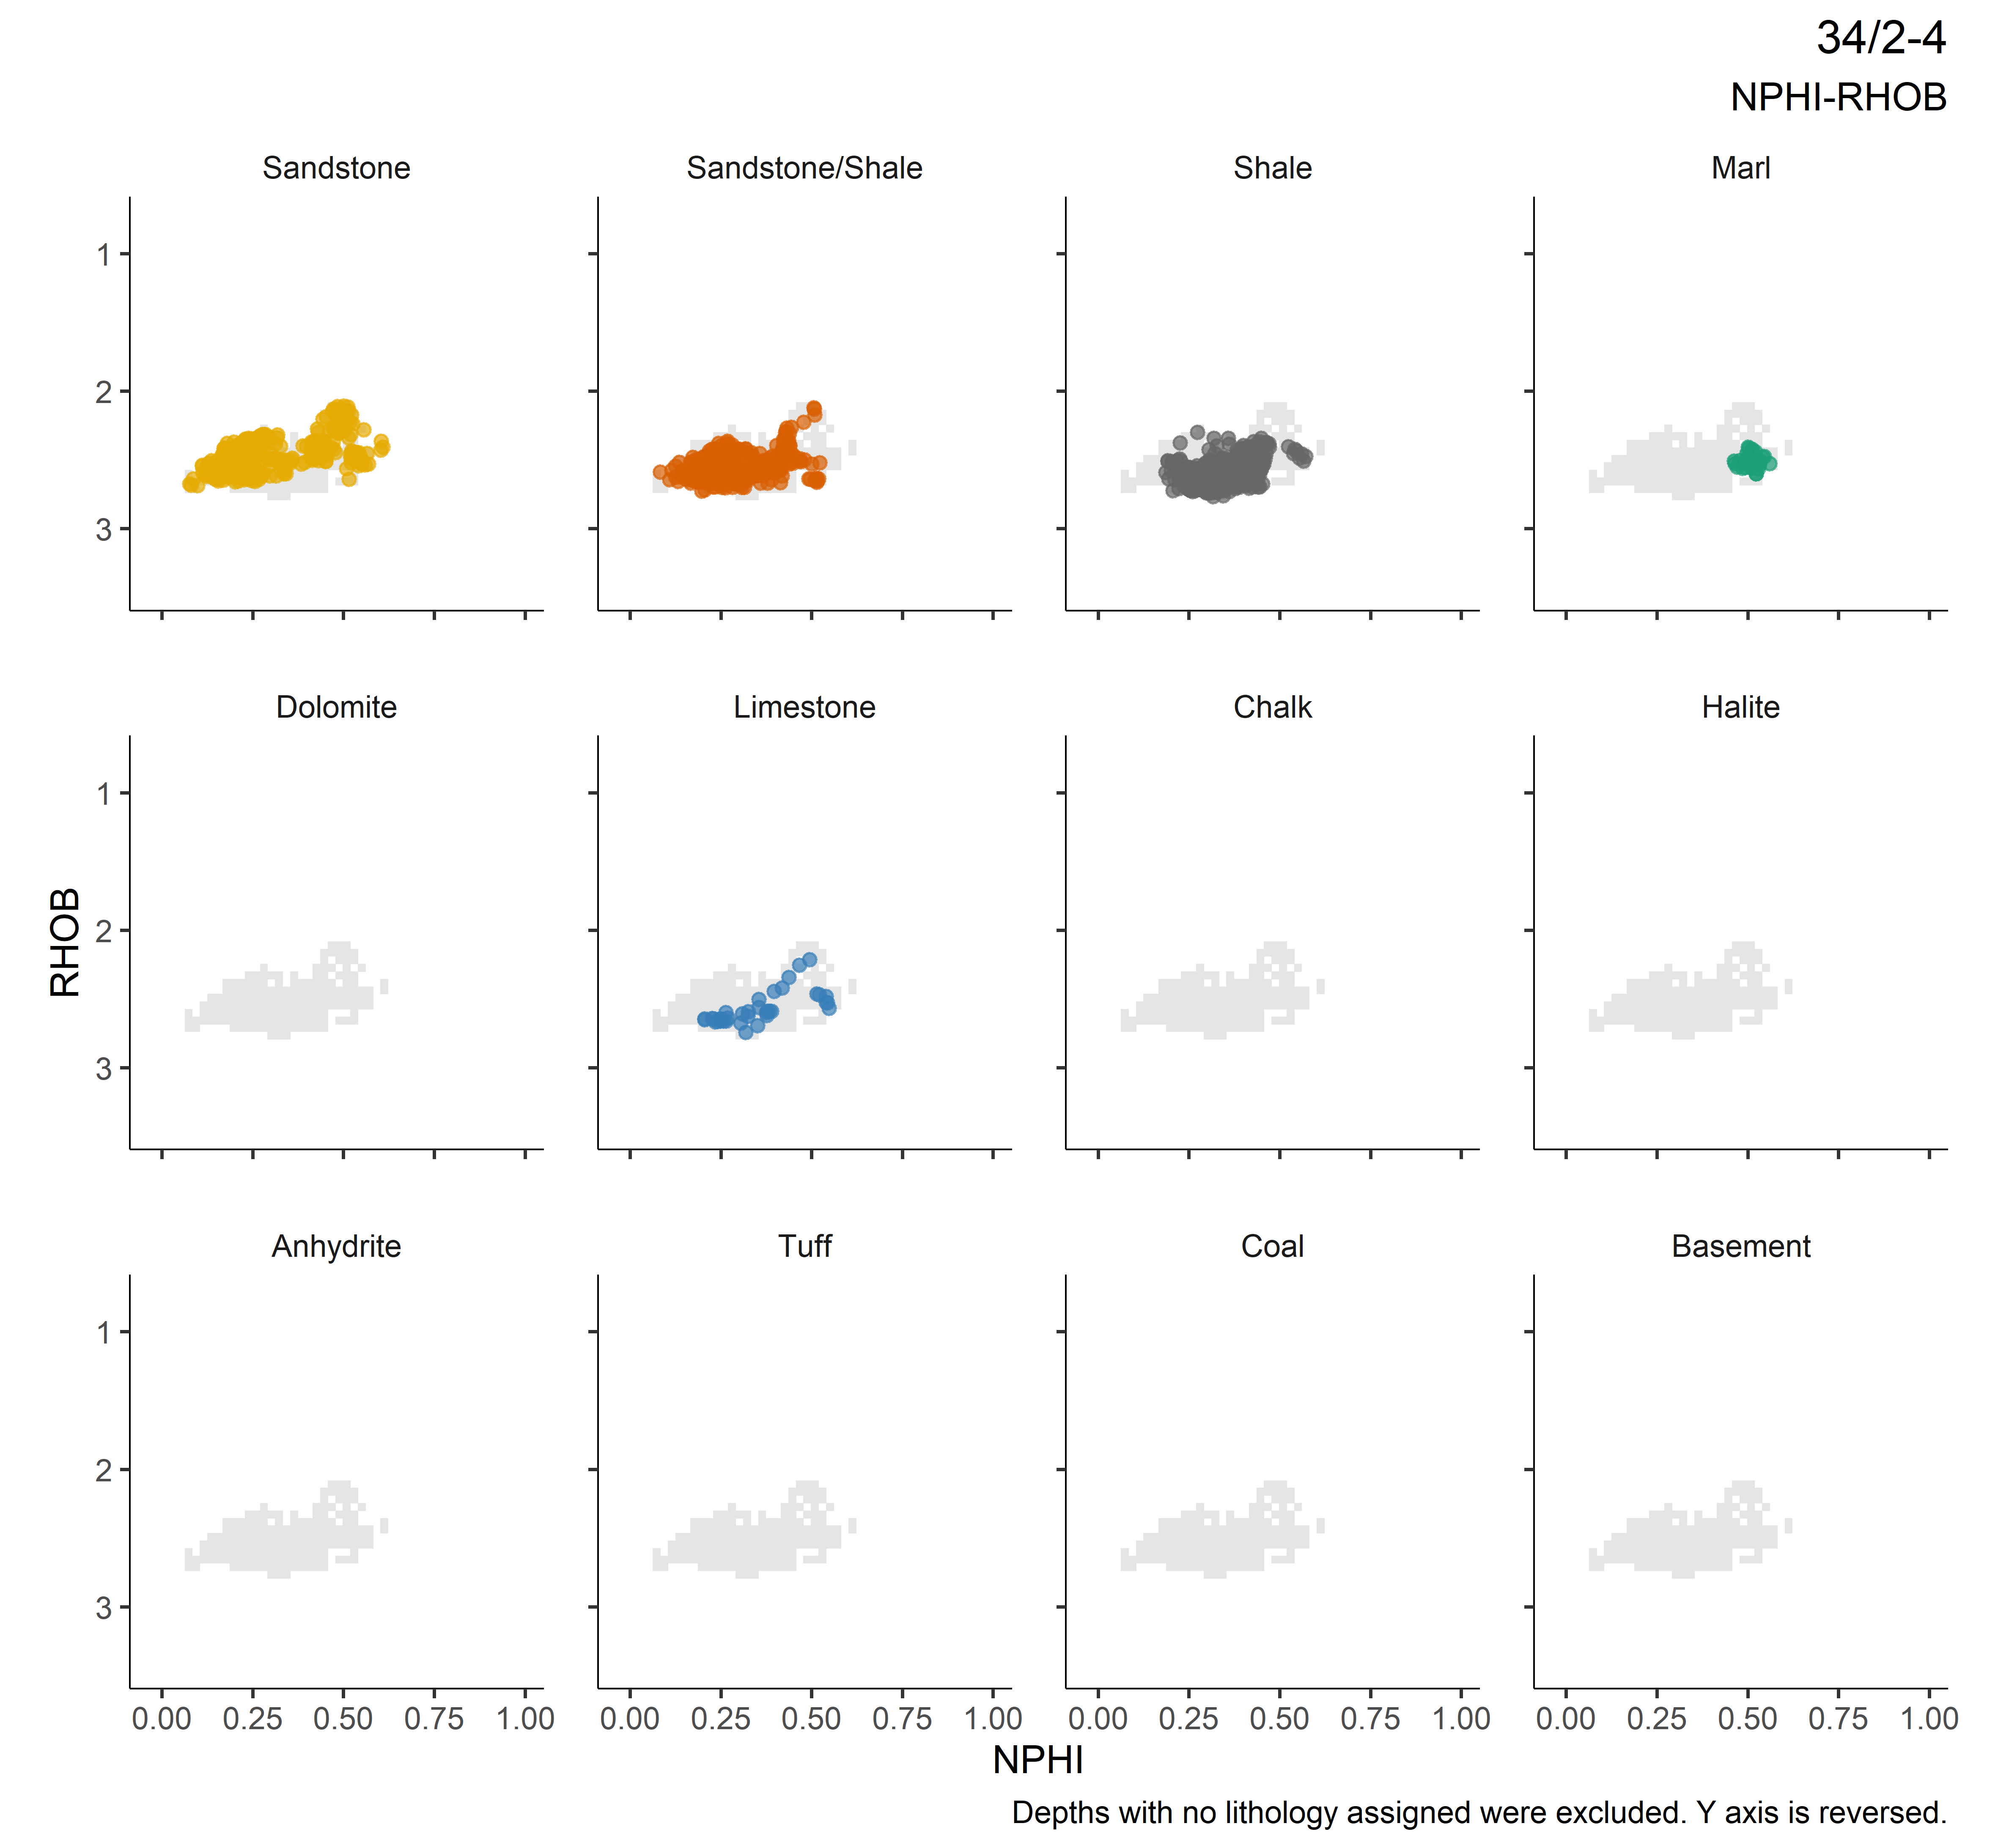 34/2-4
NPHI-RHOB
Sandstone Sandstone/Shale Shale Marl
1
2
3
Dolomite Limestone Chalk Halite
1
2
3
RHOB
Anhydrite Tuff Coal Basement
1
2
3
0.00 0.25 0.50 0.75 1.00 0.00 0.25 0.50 0.75 1.00 0.00 0.25 0.50 0.75 1.00 0.00 0.25 0.50 0.75 1.00
NPHI
Depths with no lithology assigned were excluded. Y axis is reversed.